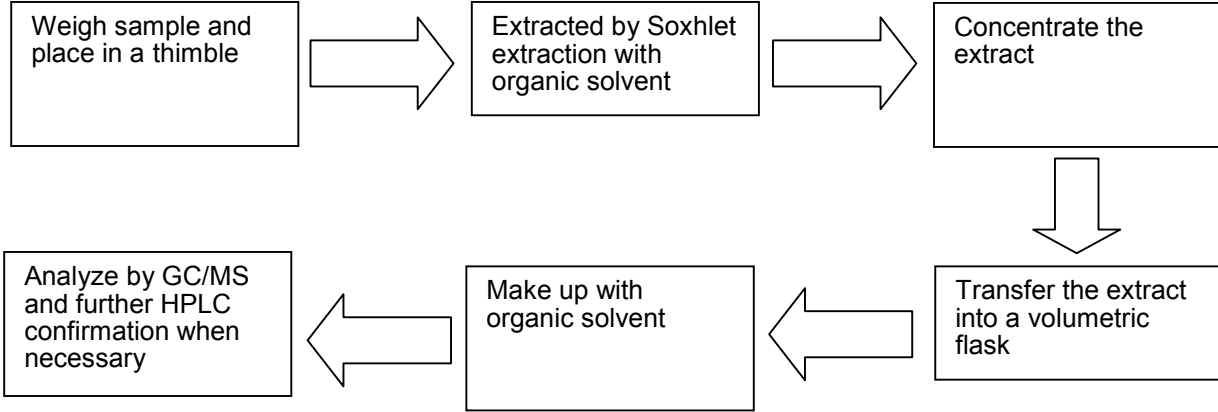 Weigh sample and
place in a thimble
Extracted by Soxhlet
extraction with
organic solvent
Concentrate the
extract
Transfer the extract
into a volumetric
flask
Make up with
organic solvent
Analyze by GC/MS
and further HPLC
confirmation when
necessary